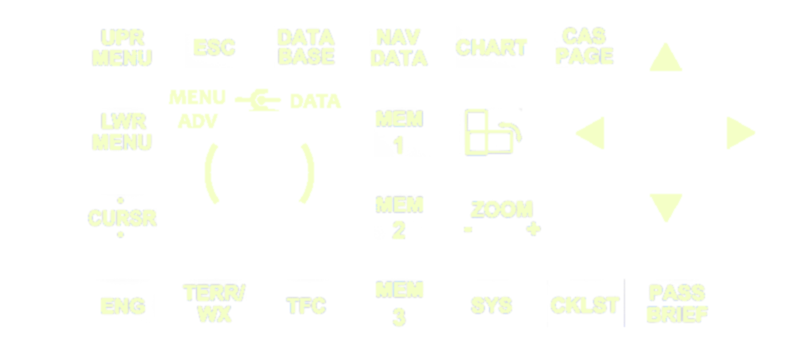 UPR MENU
ESC
DATA BASE
NAV DATA
CHART
CAS PAGE
MENU ADV
DATA
LWR MENU
MEM 1
CURSR
MEM 2
ZOOM
- +
ENG
TERR/ WX
TFC
MEM 3
SYS
CKLST
PASS BRIEF